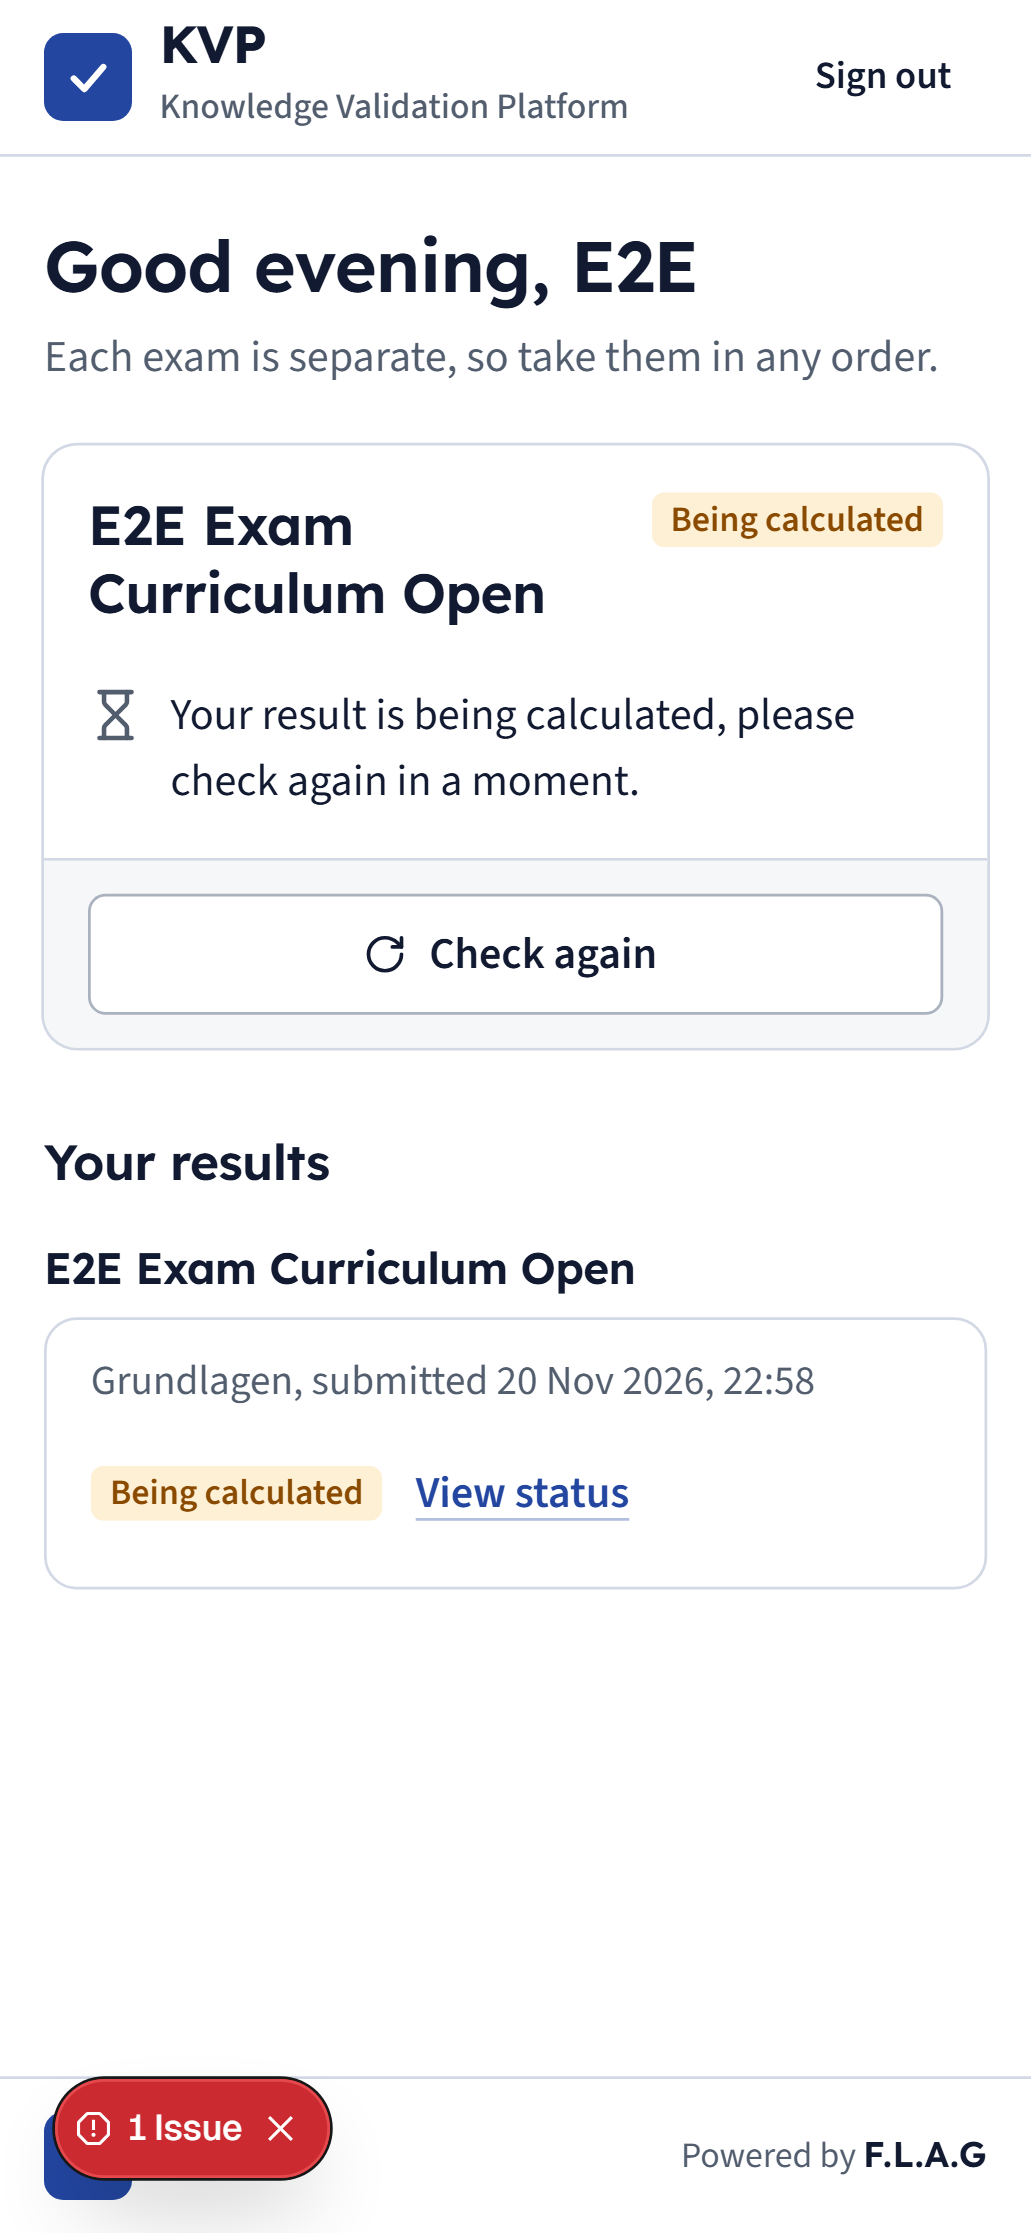 KVP
Knowledge Validation Platform
Sign out
Good evening, E2E
Each exam is separate, so take them in any order.
E2E Exam
Curriculum Open
Being calculated
Your result is being calculated, please
check again in a moment.
Check again
Your results
E2E Exam Curriculum Open
Grundlagen, submitted 20 Nov 2026, 22:58
Being calculated
View status
1 Issue
Powered by F.L.A.G